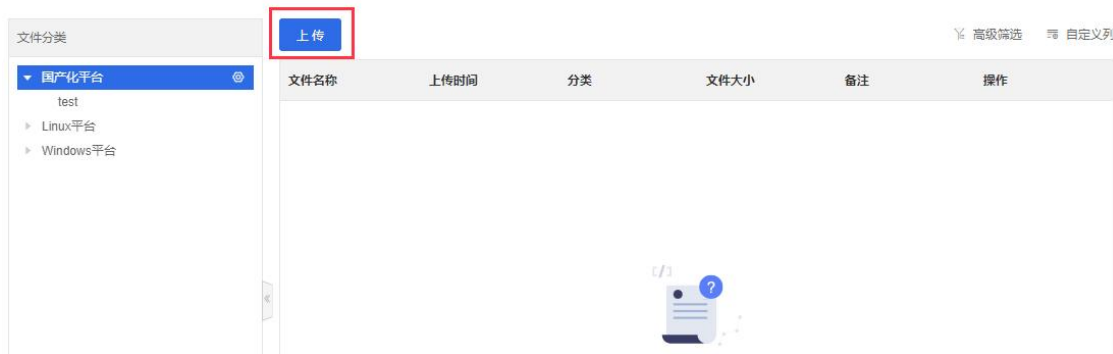 文件分类
上传
高级筛选 自定义列
国产化平台
test
Linux平台
Windows平台
文件名称 上传时间 分类 文件大小 备注 操作
?